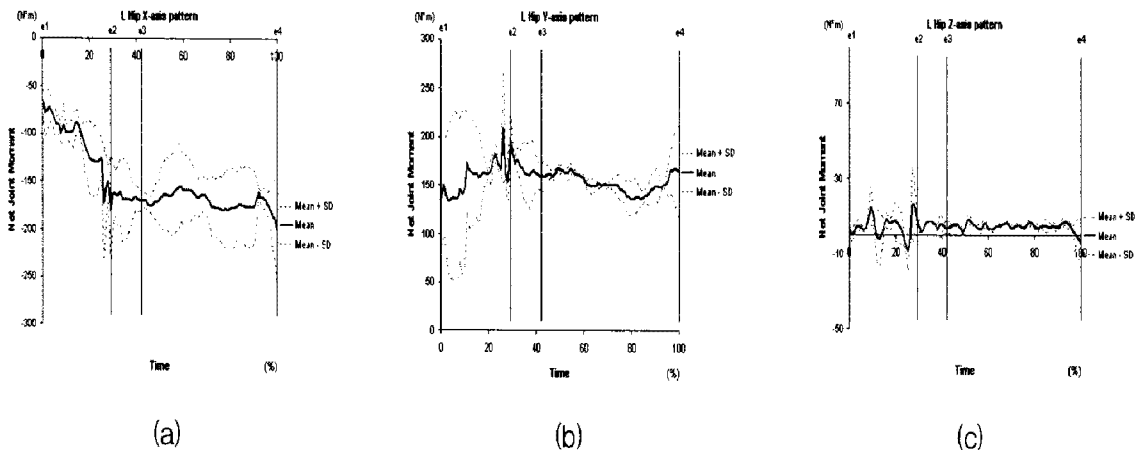 (N*m) L Hip X-axis pattern
e1 e2 e3 e4
0
0 20 60 80 100
-50
-100
-150
-200
-250
-300
Net Joint Moment
Mean + SD
Mean
Mean - SD
Time (%)
(a)
(N*m) L Hip Y-axis pattern
e1 e2 e3 e4
300
250
200
150
100
50
0
0 20 40 60 80 100
Net Joint Moment
Mean + SD
Mean
Mean - SD
Time (%)
(b)
(N*m) L Hip Z-axis pattern
e1 e2 e3 e4
70
30
-10
-50
0 20 40 60 80 100
Net Joint Moment
Mean + SD
Mean
Mean - SD
Time (%)
(c)